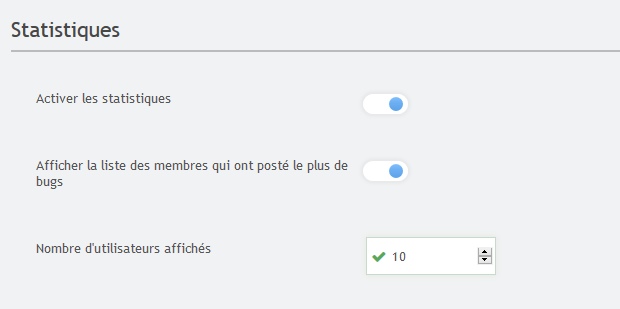 Statistiques
Activer les statistiques
Afficher la liste des membres qui ont posté le plus de
bugs
Nombre d'utilisateurs affichés
10